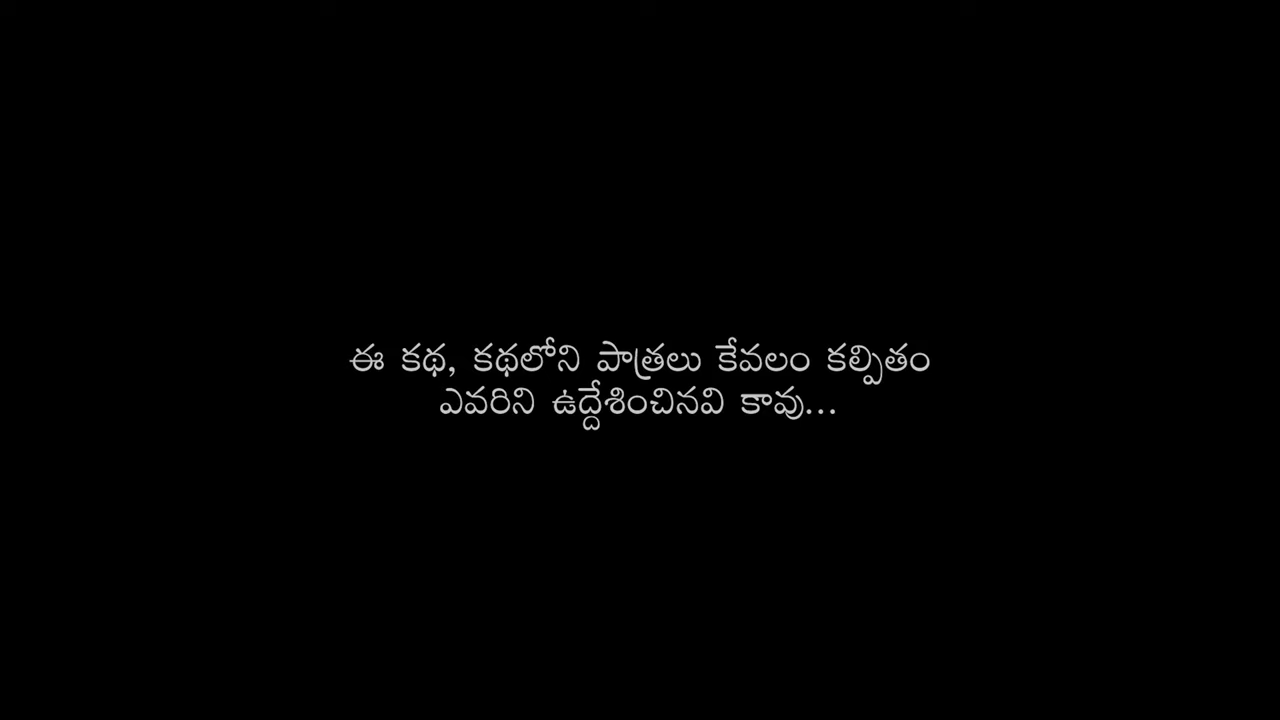 ఈ కథ, కథలోని పాత్రలు కేవలం కల్పితం
ఎవరిని ఉద్దేశించినవి కావు...